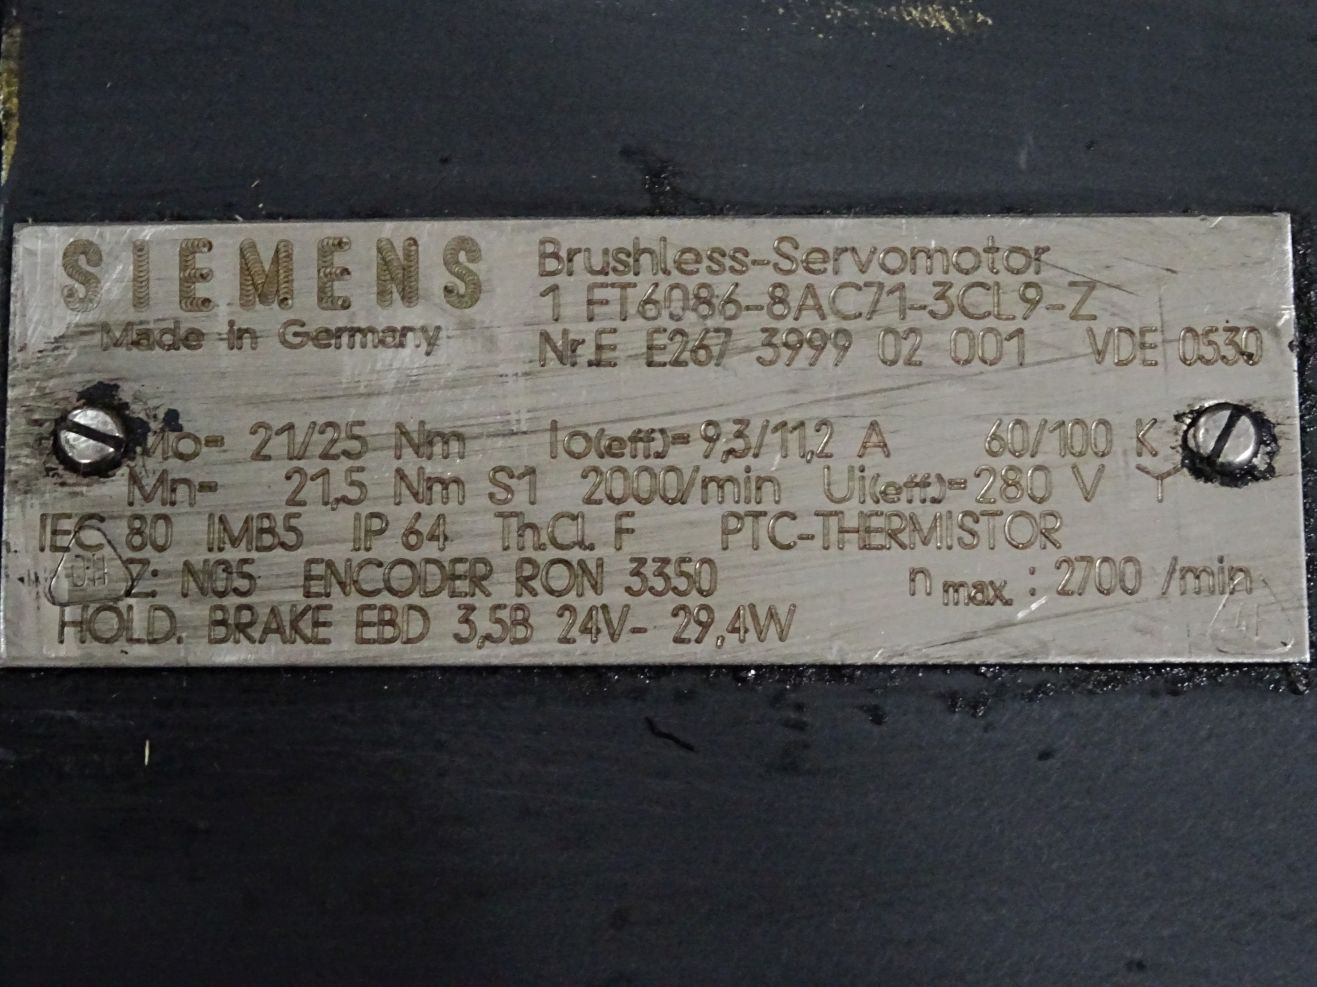 SIEMENS
Made in Germany
Brushless-Servomotor
1 FT6086-8AC71-3CL9-Z
Nr.E E267 3999 02 001 VDE 0530
Mo= 21/25 Nm Io(eff)=9,3/11,2 A 60/100 K
Mn= 21,5 Nm S1 2000/min Ui(eff.)=280 V Y
IEC 80 IMB5 IP 64 Th.Cl. F PTC-THERMISTOR
Z: N05 ENCODER RON 3350 n max. : 2700 /min
HOLD. BRAKE EBD 3,5B 24V- 29,4W